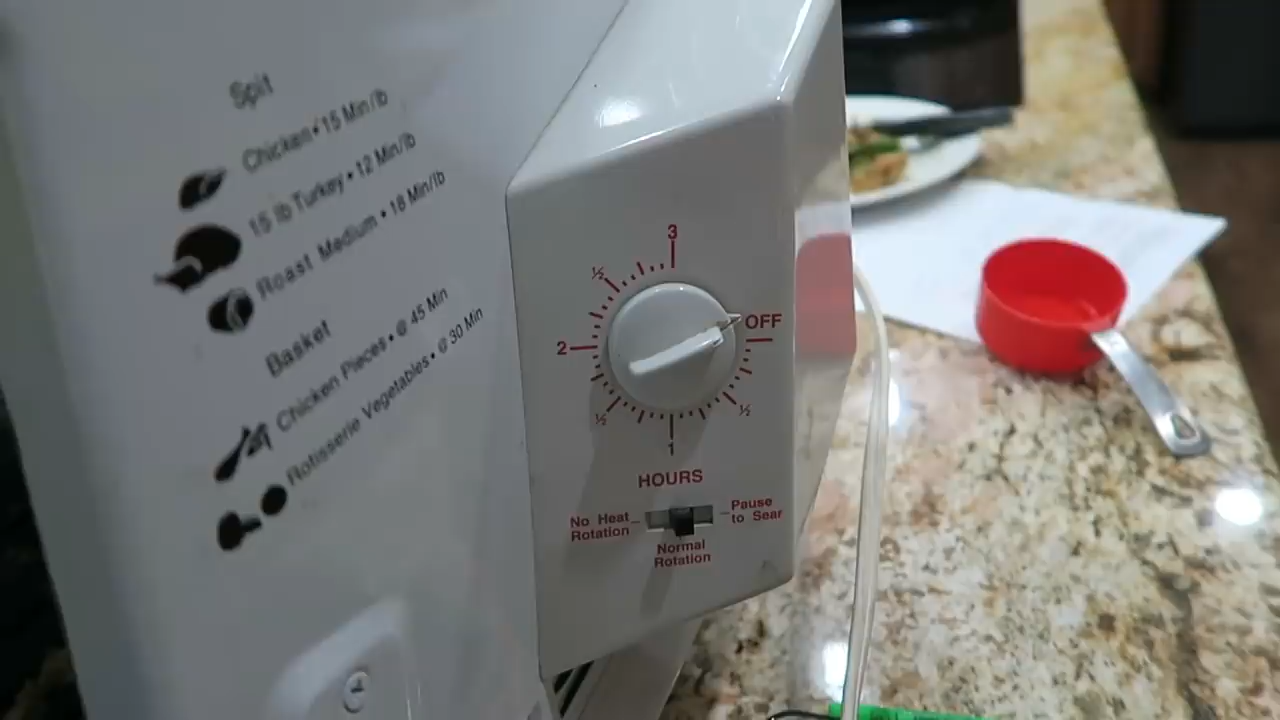 Spit
Chicken • 15 Min/lb
15 lb Turkey • 12 Min/lb
Roast Medium • 18 Min/lb
Basket
Chicken Pieces • @ 45 Min
Rotisserie Vegetables • @ 30 Min
3
½
OFF
2
½
½
1
HOURS
No Heat Rotation
Pause to Sear
Normal Rotation